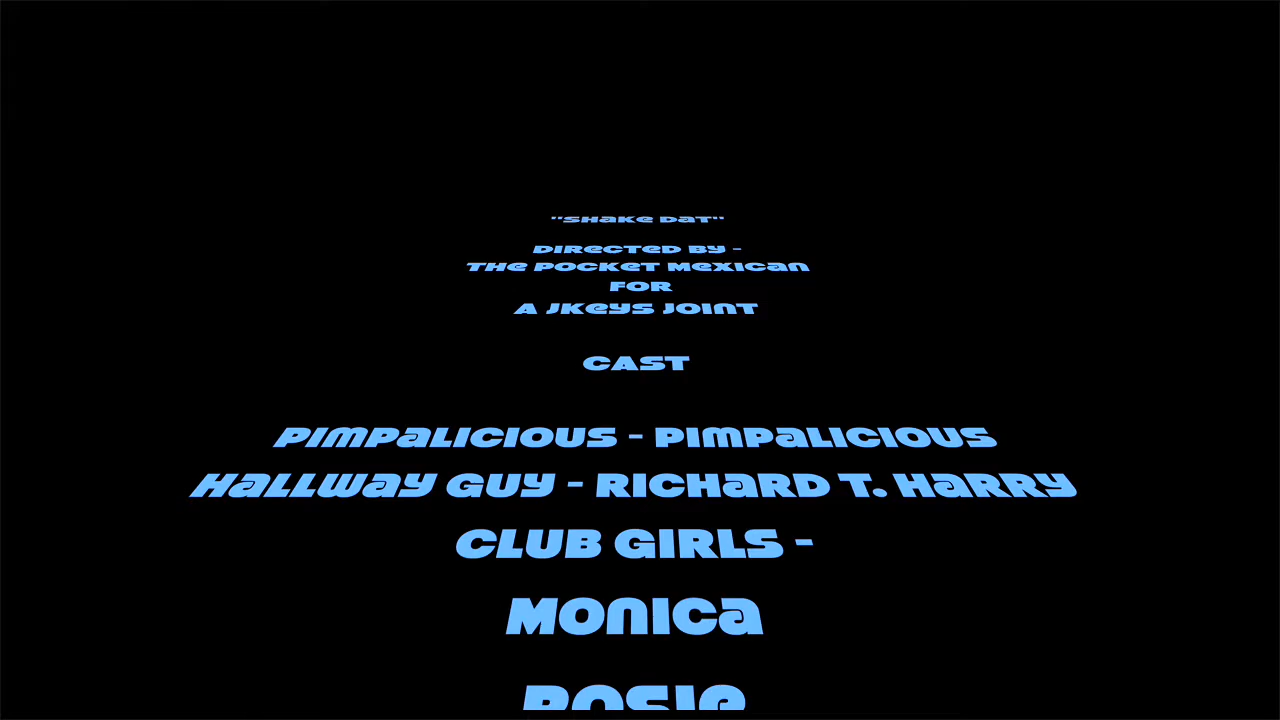 "SHAKE DAT"
DIRECTED BY -
THE POCKET MEXICAN
FOR
A JKEYS JOINT
CAST
PIMPALICIOUS - PIMPALICIOUS
HALLWAY GUY - RICHARD T. HARRY
CLUB GIRLS -
MONICA
ROSIE